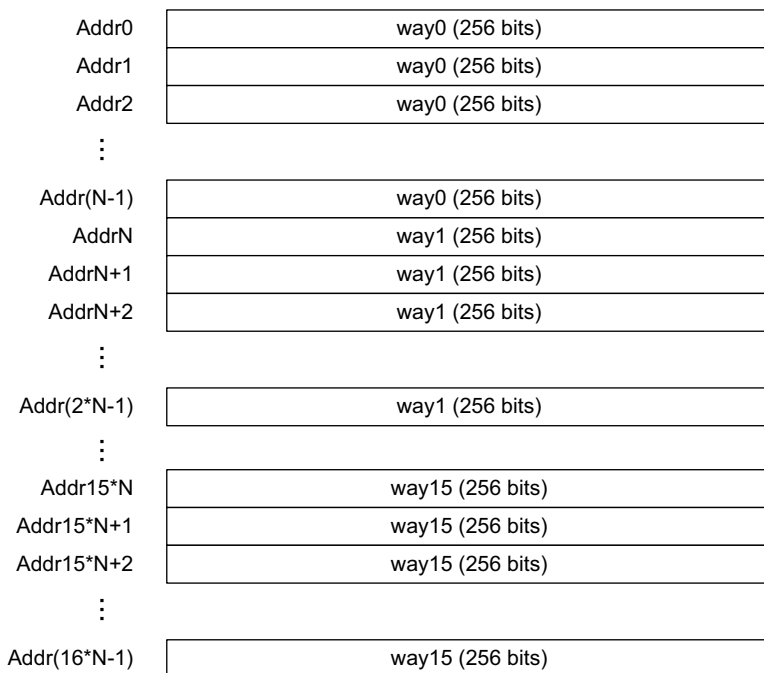 Addr0 way0 (256 bits)
Addr1 way0 (256 bits)
Addr2 way0 (256 bits)
Addr(N-1) way0 (256 bits)
AddrN way1 (256 bits)
AddrN+1 way1 (256 bits)
AddrN+2 way1 (256 bits)
Addr(2*N-1) way1 (256 bits)
Addr15*N way15 (256 bits)
Addr15*N+1 way15 (256 bits)
Addr15*N+2 way15 (256 bits)
Addr(16*N-1) way15 (256 bits)